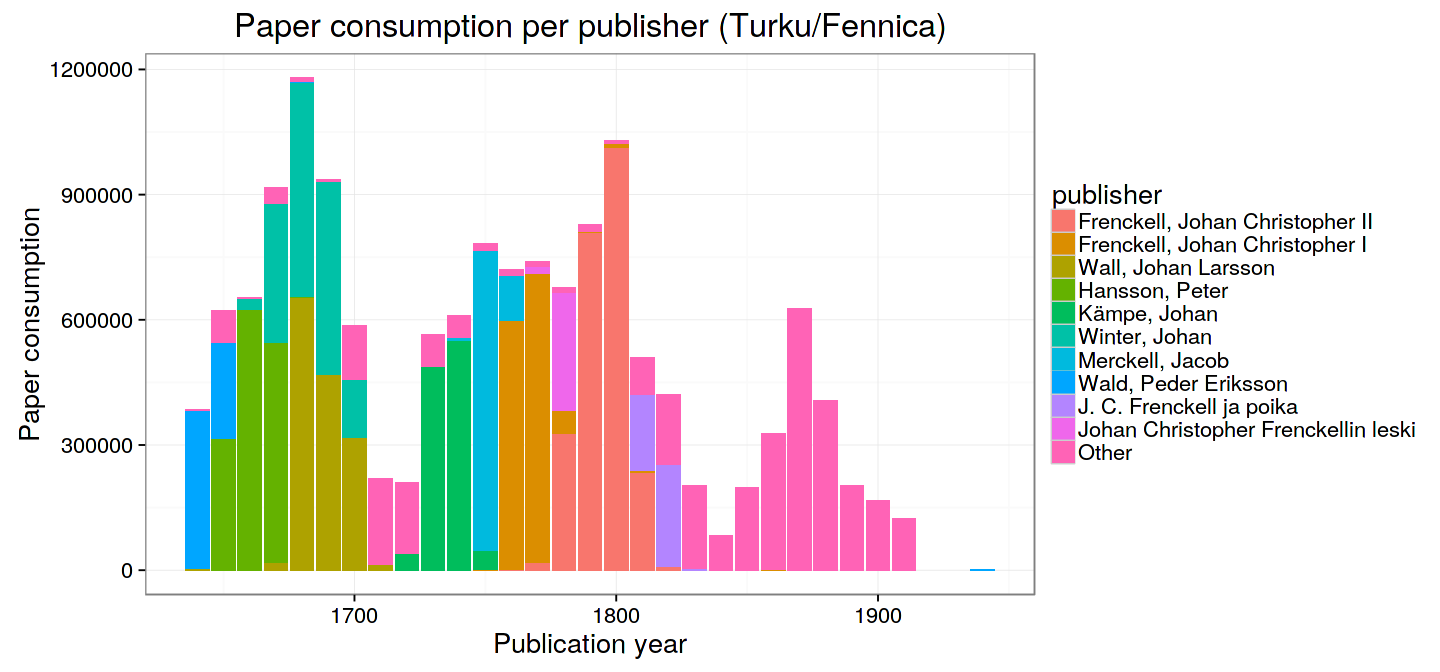 Paper consumption per publisher (Turku/Fennica)
1200000
900000
600000
300000
0
Paper consumption
1700
1800
1900
Publication year
publisher
Frenckell, Johan Christopher II
Frenckell, Johan Christopher I
Wall, Johan Larsson
Hansson, Peter
Kämpe, Johan
Winter, Johan
Merckell, Jacob
Wald, Peder Eriksson
J. C. Frenckell ja poika
Johan Christopher Frenckellin leski
Other